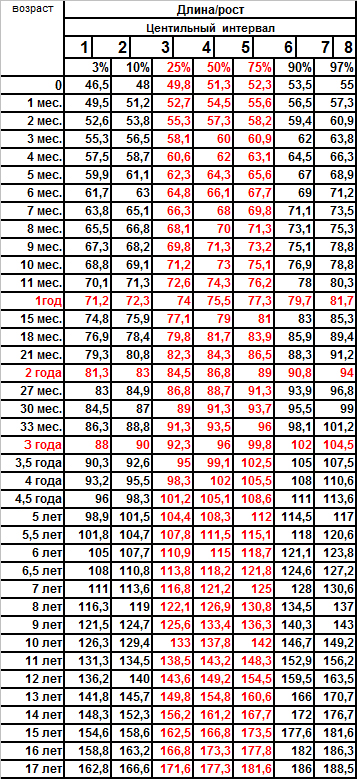 возраст Длина/рост
Центильный интервал
1 2 3 4 5 6 7 8
3% 10% 25% 50% 75% 90% 97%
0 46,5 48 49,8 51,3 52,3 53,5 55
1 мес. 49,5 51,2 52,7 54,5 55,6 56,5 57,3
2 мес. 52,6 53,8 55,3 57,3 58,2 59,4 60,9
3 мес. 55,3 56,5 58,1 60 60,9 62 63,8
4 мес. 57,5 58,7 60,6 62 63,1 64,5 66,3
5 мес. 59,9 61,1 62,3 64,3 65,6 67 68,9
6 мес. 61,7 63 64,8 66,1 67,7 69 71,2
7 мес. 63,8 65,1 66,3 68 69,8 71,1 73,5
8 мес. 65,5 66,8 68,1 70 71,3 73,1 75,3
9 мес. 67,3 68,2 69,8 71,3 73,2 75,1 78,8
10 мес. 68,8 69,1 71,2 73 75,1 76,9 78,8
11 мес. 70,1 71,3 72,6 74,3 76,2 78 80,3
1год 71,2 72,3 74 75,5 77,3 79,7 81,7
15 мес. 74,8 75,9 77,1 79 81 83 85,3
18 мес. 76,9 78,4 79,8 81,7 83,9 85,9 89,4
21 мес. 79,3 80,8 82,3 84,3 86,5 88,3 91,2
2 года 81,3 83 84,5 86,8 89 90,8 94
27 мес. 83 84,9 86,8 88,7 91,3 93,9 96,8
30 мес. 84,5 87 89 91,3 93,7 95,5 99
33 мес. 86,3 88,8 91,3 93,5 96 98,1 101,2
3 года 88 90 92,3 96 99,8 102 104,5
3,5 года 90,3 92,6 95 99,1 102,5 105 107,5
4 года 93,2 95,5 98,3 102 105,5 108 110,6
4,5 года 96 98,3 101,2 105,1 108,6 111 113,6
5 лет 98,9 101,5 104,4 108,3 112 114,5 117
5,5 лет 101,8 104,7 107,8 111,5 115,1 118 120,6
6 лет 105 107,7 110,9 115 118,7 121,1 123,8
6,5 лет 108 110,8 113,8 118,2 121,8 124,6 127,2
7 лет 111 113,6 116,8 121,2 125 128 130,6
8 лет 116,3 119 122,1 126,9 130,8 134,5 137
9 лет 121,5 124,7 125,6 133,4 136,3 140,3 143
10 лет 126,3 129,4 133 137,8 142 146,7 149,2
11 лет 131,3 134,5 138,5 143,2 148,3 152,9 156,2
12 лет 136,2 140 143,6 149,2 154,5 159,5 163,5
13 лет 141,8 145,7 149,8 154,8 160,6 166 170,7
14 лет 148,3 152,3 156,2 161,2 167,7 172 176,7
15 лет 154,6 158,6 162,5 166,8 173,5 177,6 181,6
16 лет 158,8 163,2 166,8 173,3 177,8 182 186,3
17 лет 162,8 166,6 171,6 177,3 181,6 186 188,5